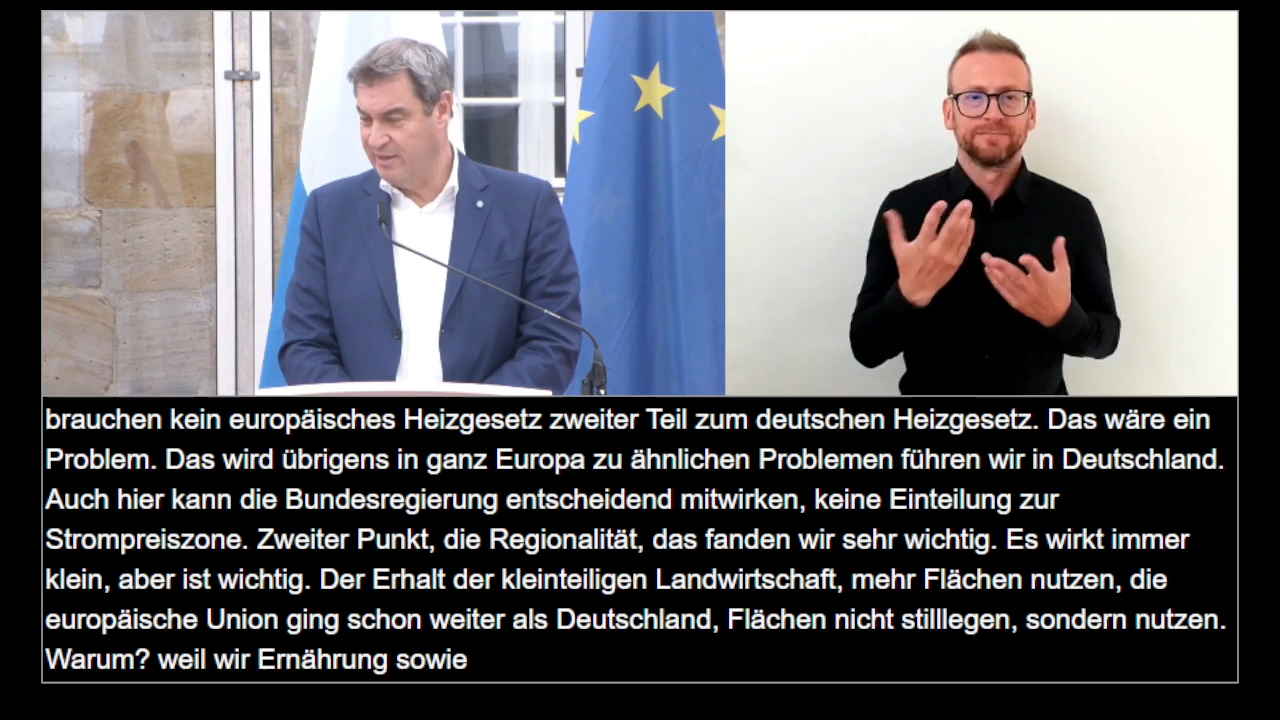 brauchen kein europäisches Heizgesetz zweiter Teil zum deutschen Heizgesetz. Das wäre ein
Problem. Das wird übrigens in ganz Europa zu ähnlichen Problemen führen wir in Deutschland.
Auch hier kann die Bundesregierung entscheidend mitwirken, keine Einteilung zur
Strompreiszone. Zweiter Punkt, die Regionalität, das fanden wir sehr wichtig. Es wirkt immer
klein, aber ist wichtig. Der Erhalt der kleinteiligen Landwirtschaft, mehr Flächen nutzen, die
europäische Union ging schon weiter als Deutschland, Flächen nicht stilllegen, sondern nutzen.
Warum? weil wir Ernährung sowie